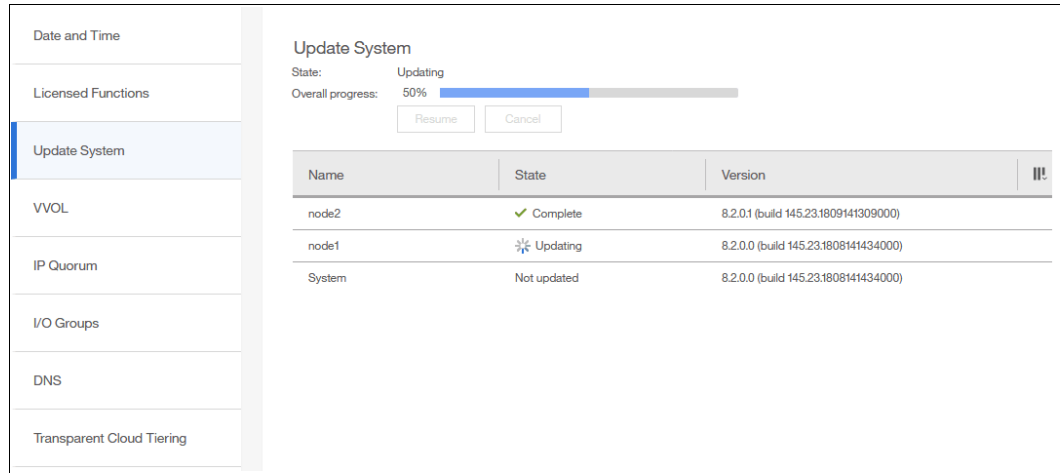 Date and Time
Licensed Functions
Update System
VVOL
IP Quorum
I/O Groups
DNS
Transparent Cloud Tiering
Update System
State: Updating
Overall progress: 50%
Resume Cancel
Name State Version
node2 Complete 8.2.0.1 (build 145.23.1809141309000)
node1 Updating 8.2.0.0 (build 145.23.1808141434000)
System Not updated 8.2.0.0 (build 145.23.1808141434000)